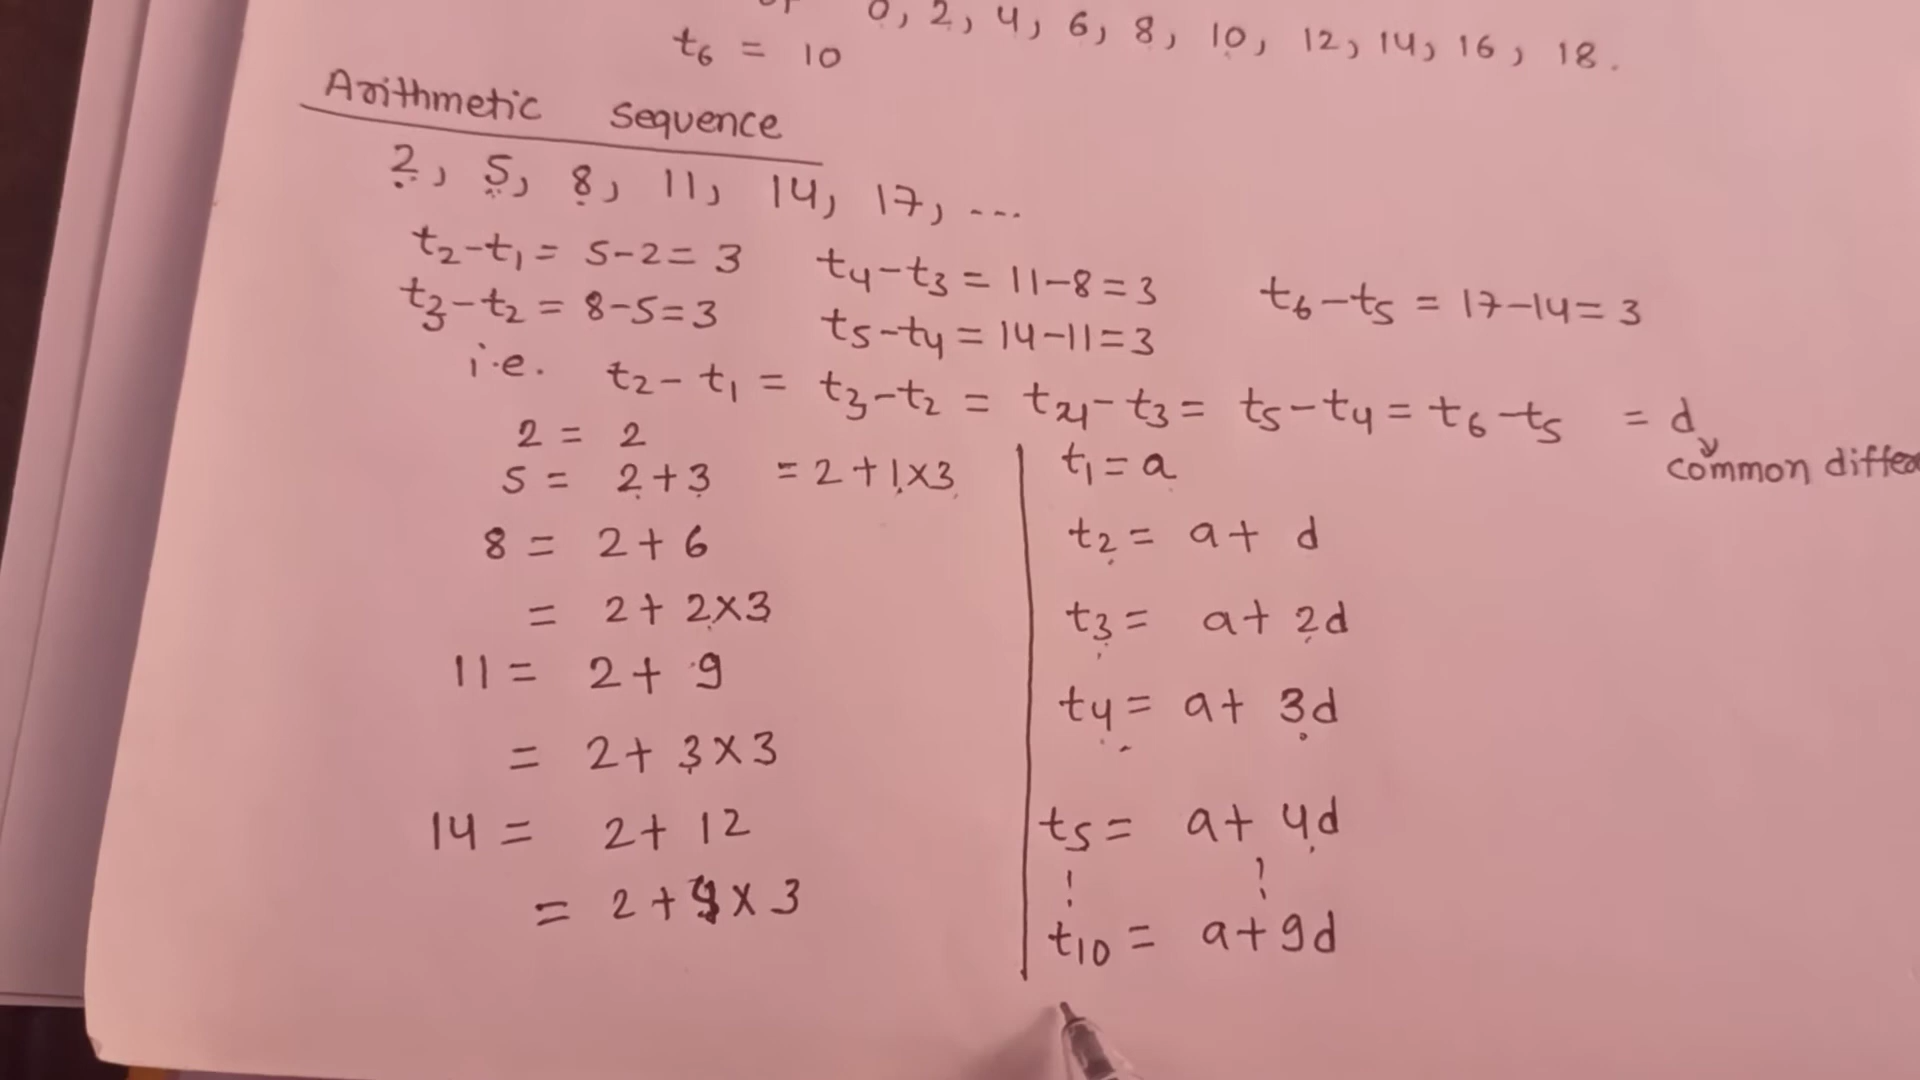 0, 2, 4, 6, 8, 10, 12, 14, 16, 18.
t6 = 10
Arithmetic sequence
2, 5, 8, 11, 14, 17, ---
t2-t1 = 5-2 = 3 t4-t3 = 11-8 = 3 t6-t5 = 17-14 = 3
t3-t2 = 8-5 = 3 t5-t4 = 14-11 = 3
i.e. t2-t1 = t3-t2 = t4-t3 = t5-t4 = t6-t5 = d
common
2 = 2
5 = 2+3 = 2+1×3
8 = 2+6
= 2+2×3
11 = 2+9
= 2+3×3
14 = 2+12
= 2+4×3
t1 = a
t2 = a+d
t3 = a+2d
t4 = a+3d
t5 = a+4d
t10 = a+9d